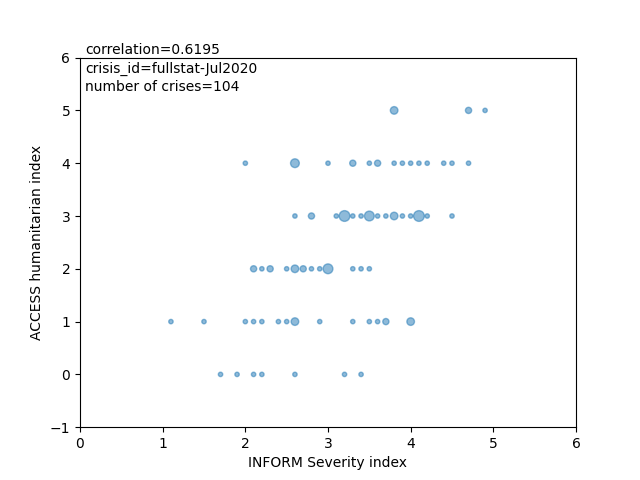 correlation=0.6195
crisis_id=fullstat-Jul2020
number of crises=104
6
5
4
3
2
1
0
−1
ACCESS humanitarian index
0 1 2 3 4 5 6
INFORM Severity index